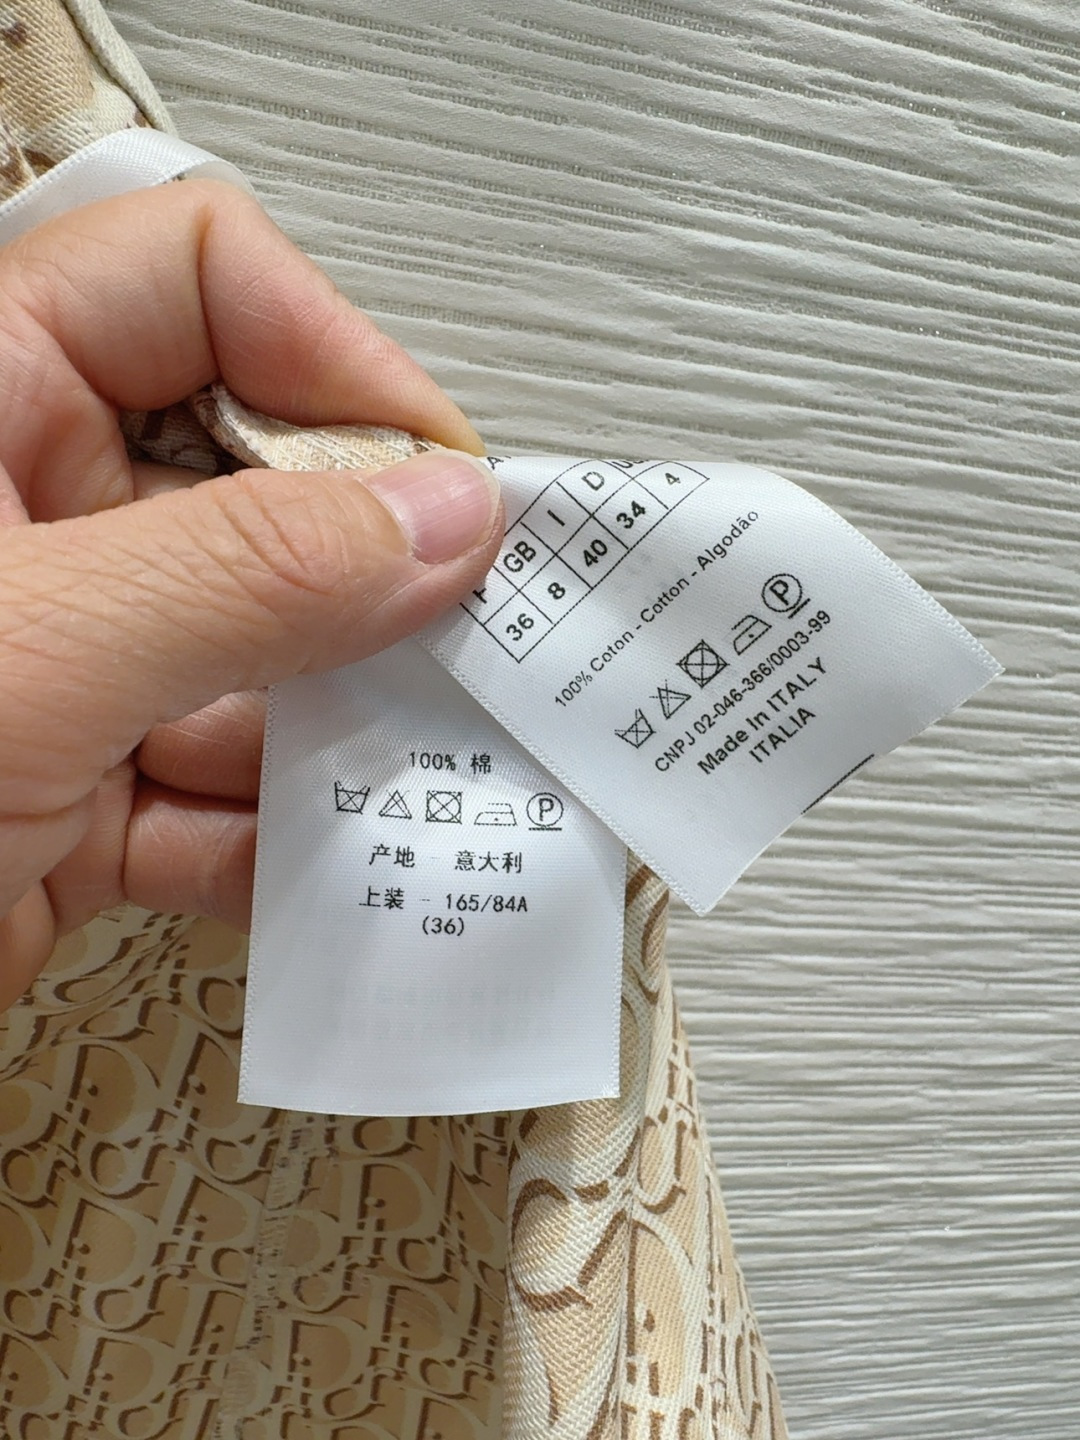 F GB I D
36 8 40 34 4
100% Coton - Cotton - Algodão
CNPJ 02-046-366/0003-99
Made In ITALY
ITALIA
100% 棉
产地 - 意大利
上装 - 165/84A
(36)